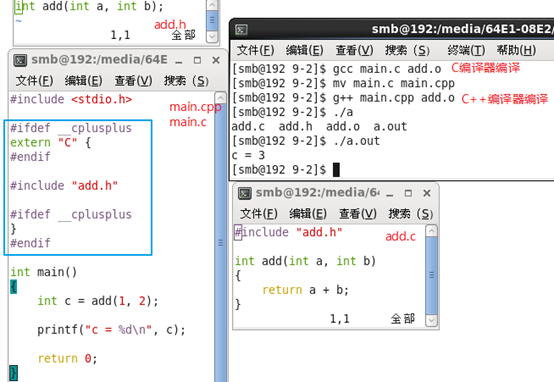 int add(int a, int b);
~
add.h
1,1 全部
smb@192:/media/64E
文件(F) 编辑(E) 查看(V) 搜索 (S)
#include <stdio.h>
main.cpp
main.c
#ifdef __cplusplus
extern "C" {
#endif
#include "add.h"
#ifdef __cplusplus
}
#endif
int main()
{
int c = add(1, 2);
printf("c = %d\n", c);
return 0;
}
smb@192:/media/64E1-08E2/
文件(F) 编辑(E) 查看(V) 搜索 (S) 终端(T) 帮助(H)
[smb@192 9-2]$ gcc main.c add.o C编译器编译
[smb@192 9-2]$ mv main.c main.cpp
[smb@192 9-2]$ g++ main.cpp add.o C++编译器编译
[smb@192 9-2]$ ./a
add.c add.h add.o a.out
[smb@192 9-2]$ ./a.out
c = 3
[smb@192 9-2]$
smb@192:/media/64
文件(F) 编辑(E) 查看(V) 搜索 (S)
#include "add.h"
add.c
int add(int a, int b)
{
return a + b;
}
1,1 全部